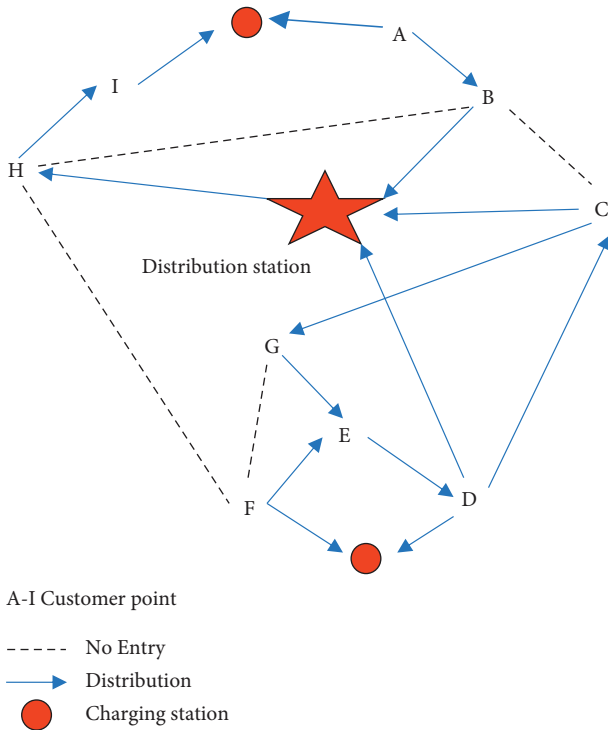 A
I
B
H
C
Distribution station
G
E
D
F
A-I Customer point
No Entry
Distribution
Charging station